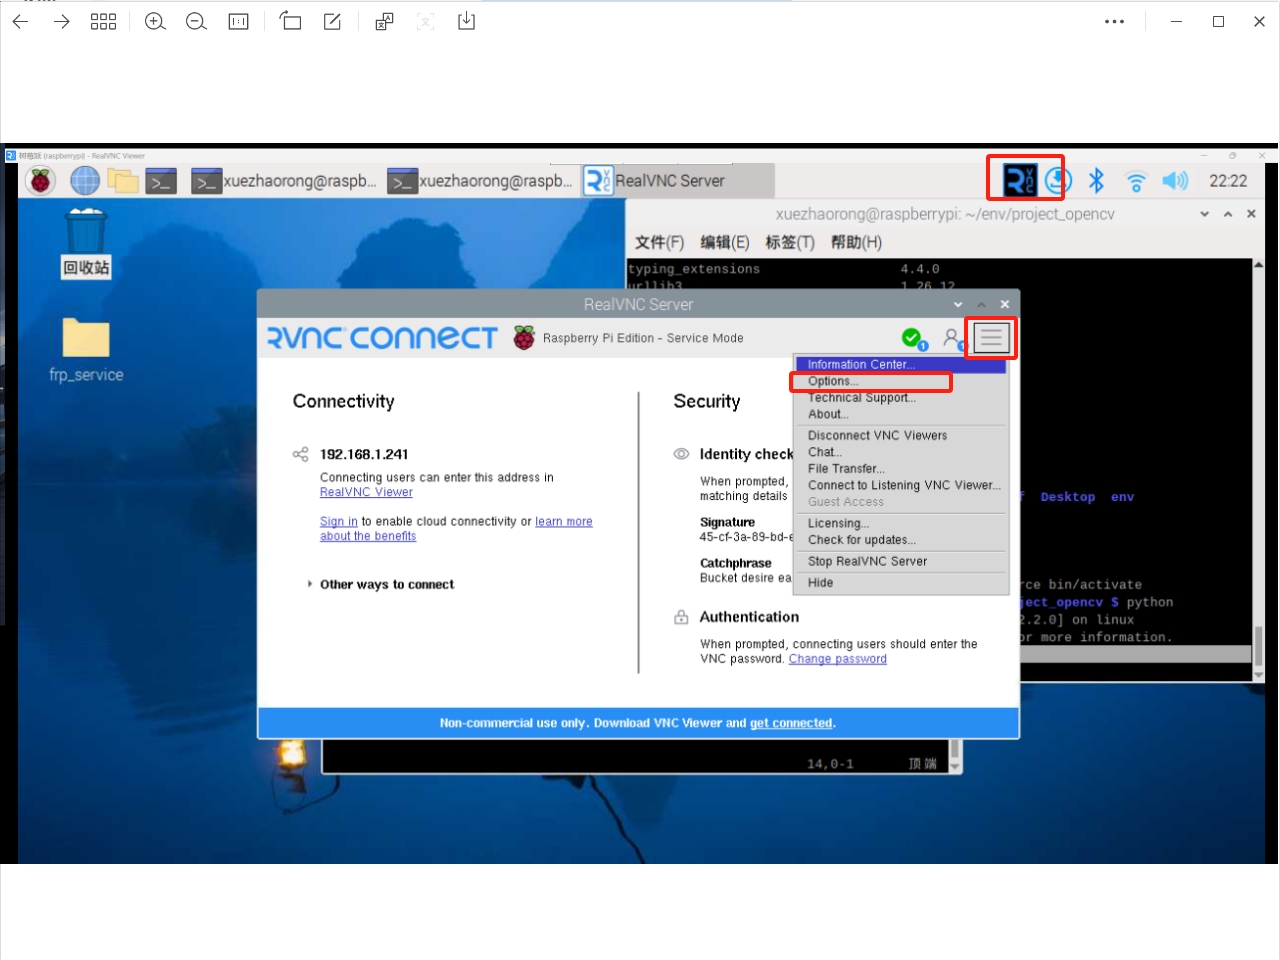 树莓派 (raspberrypi) - RealVNC Viewer
xuezhaorong@raspb...
xuezhaorong@raspb...
RealVNC Server
22:22
回收站
frp_service
xuezhaorong@raspberrypi: ~/env/project_opencv
文件(F) 编辑(E) 标签(T) 帮助(H)
typing_extensions 4.4.0
urllib3 1.26.12
RealVNC Server
RVNC CONNECT
Raspberry Pi Edition - Service Mode
1
Information Center...
Options...
Technical Support...
About...
Disconnect VNC Viewers
Chat...
File Transfer...
Connect to Listening VNC Viewer...
Guest Access
Licensing...
Check for updates...
Stop RealVNC Server
Hide
Connectivity
192.168.1.241
Connecting users can enter this address in
RealVNC Viewer
Sign in to enable cloud connectivity or learn more
about the benefits
Other ways to connect
Security
Identity check
When prompted,
matching details
Signature
45-cf-3a-89-bd-e
Catchphrase
Bucket desire ea
Authentication
When prompted, connecting users should enter the
VNC password. Change password
Non-commercial use only. Download VNC Viewer and get connected.
f Desktop env
rce bin/activate
ject_opencv $ python
2.2.0] on linux
or more information.
14,0-1 顶端